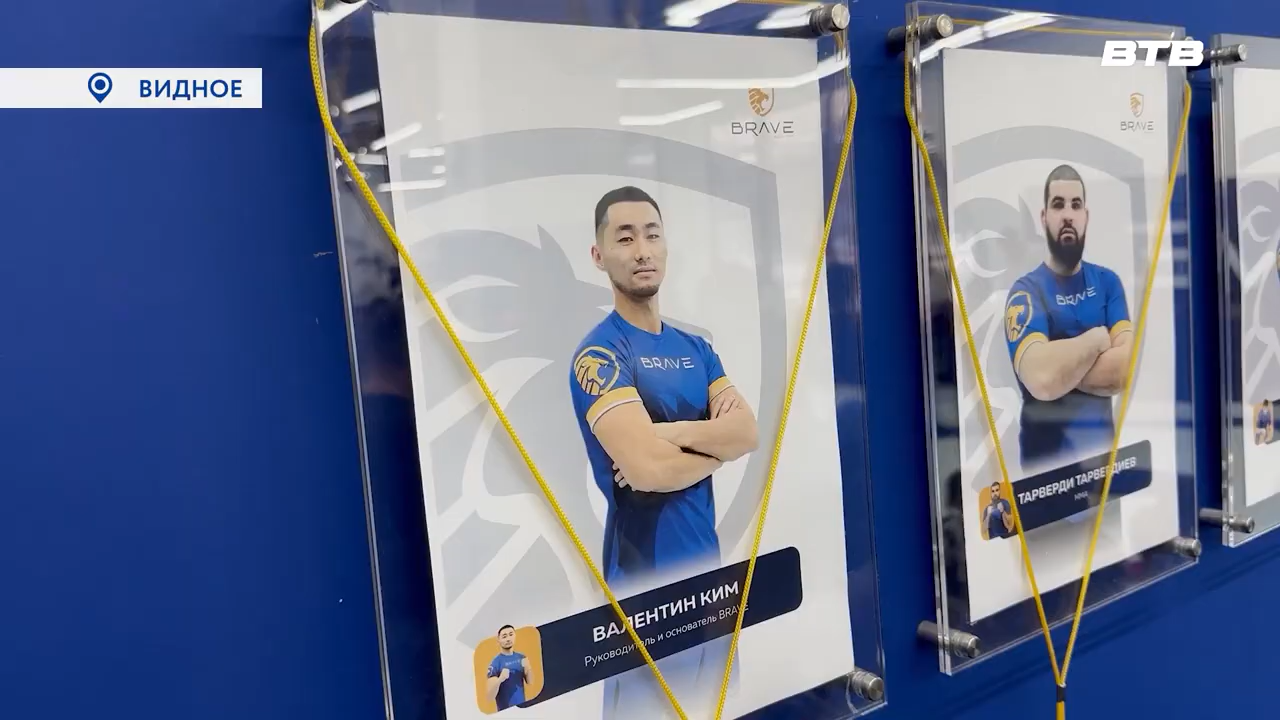 ВИДНОЕ
ВТВ
BRAVE
BRAVE
ВАЛЕНТИН КИМ
Руководитель и основатель BRAVE
BRAVE
BRAVE
ТАРВЕРДИ ТАРВЕРДИЕВ
ММА